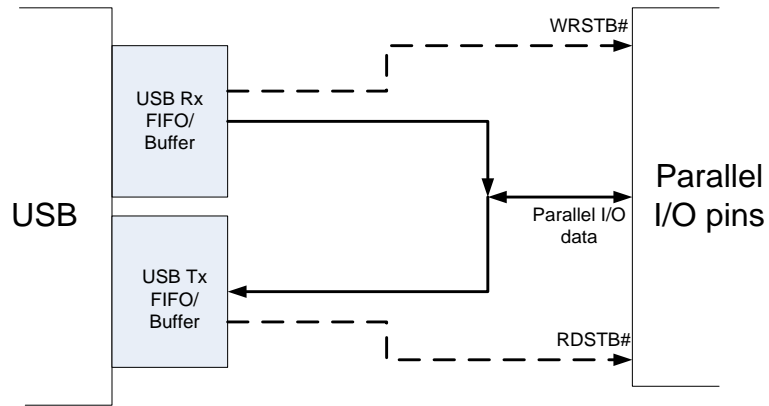 WRSTB#
USB Rx
FIFO/
Buffer
USB
Parallel
I/O pins
Parallel I/O
data
USB Tx
FIFO/
Buffer
RDSTB#